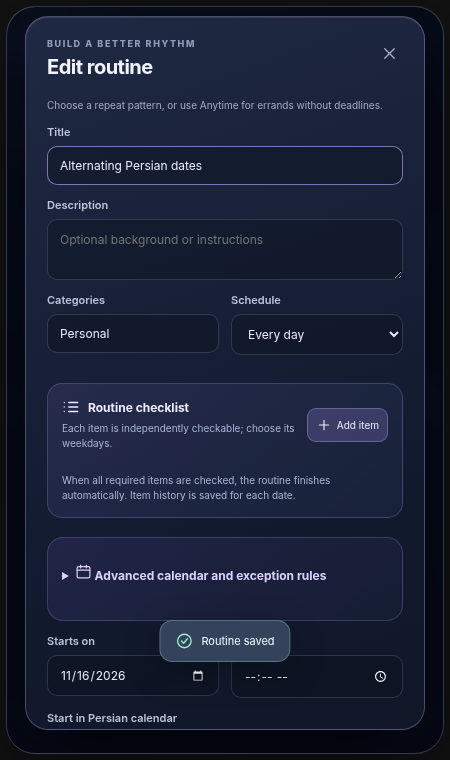 BUILD A BETTER RHYTHM
Edit routine
Choose a repeat pattern, or use Anytime for errands without deadlines.
Title
Alternating Persian dates
Description
Optional background or instructions
Categories
Schedule
Personal
Every day
Routine checklist
Each item is independently checkable; choose its
weekdays.
Add item
When all required items are checked, the routine finishes
automatically. Item history is saved for each date.
Advanced calendar and exception rules
Starts on
Routine saved
11/16/2026
--:-- --
Start in Persian calendar